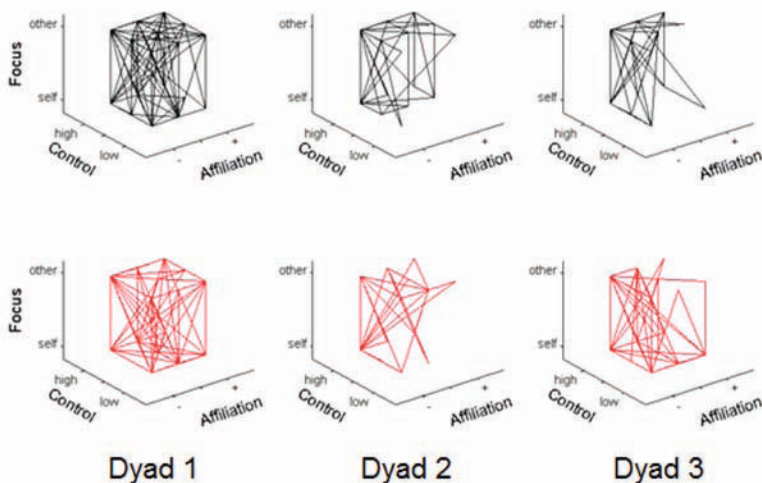 Focus
other
self
high
Control
low
-
+
Affiliation
other
self
high
Control
low
-
+
Affiliation
other
self
high
Control
low
-
+
Affiliation
Focus
other
self
high
Control
low
-
+
Affiliation
other
self
high
Control
low
-
+
Affiliation
other
self
high
Control
low
-
+
Affiliation
Dyad 1
Dyad 2
Dyad 3